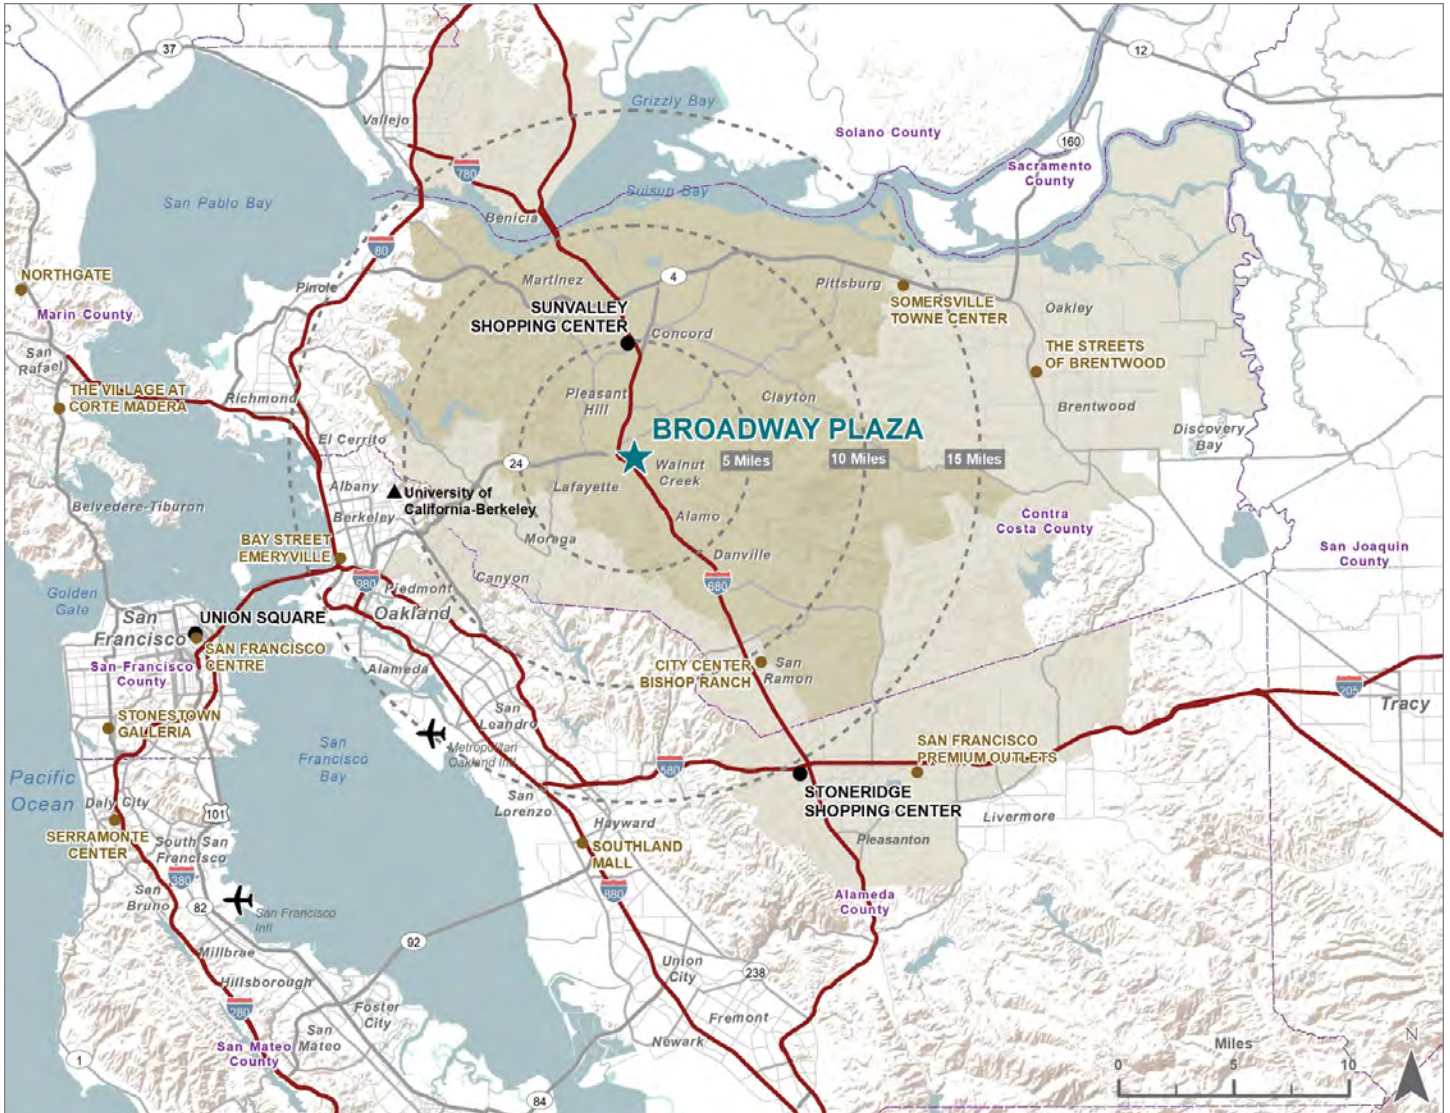 37
12
Grizzly Bay
Vallejo
Solano County
160
780
Sacramento
County
Suisun Bay
San Pablo Bay
Benicia
80
NORTHGATE
Martinez
4
Pittsburg
Pinole
SUNVALLEY
SHOPPING CENTER
SOMERSVILLE
TOWNE CENTER
Oakley
Marin County
Concord
San
Rafael
THE STREETS
OF BRENTWOOD
THE VILLAGE AT
CORTE MADERA
Richmond
Pleasant
Hill
Clayton
Brentwood
BROADWAY PLAZA
Discovery
Bay
El Cerrito
24
Walnut
Creek
5 Miles
10 Miles
15 Miles
Albany
University of
California-Berkeley
Lafayette
Belvedere-Tiburon
Berkeley
Alamo
Contra
Costa County
BAY STREET
EMERYVILLE
Moraga
Danville
San Joaquin
County
980
Piedmont
Canyon
680
Golden
Gate
Oakland
San
Francisco
UNION SQUARE
SAN FRANCISCO
CENTRE
San Francisco
County
Alameda
CITY CENTER
BISHOP RANCH
San
Ramon
205
Tracy
STONESTOWN
GALLERIA
San
Leandro
San
Francisco
Bay
Metropolitan
Oakland Intl
SAN FRANCISCO
PREMIUM OUTLETS
580
Pacific
Ocean
STONERIDGE
SHOPPING CENTER
San
Lorenzo
Daly City
101
Hayward
Livermore
SERRAMONTE
CENTER
South San
Francisco
SOUTHLAND
MALL
Pleasanton
380
880
San
Bruno
82
San Francisco
Intl
Alameda
County
92
Millbrae
Union
City
238
Hillsborough
280
Foster
City
Fremont
San
Mateo
Newark
San Mateo
County
1
84
Miles
0
5
10
N